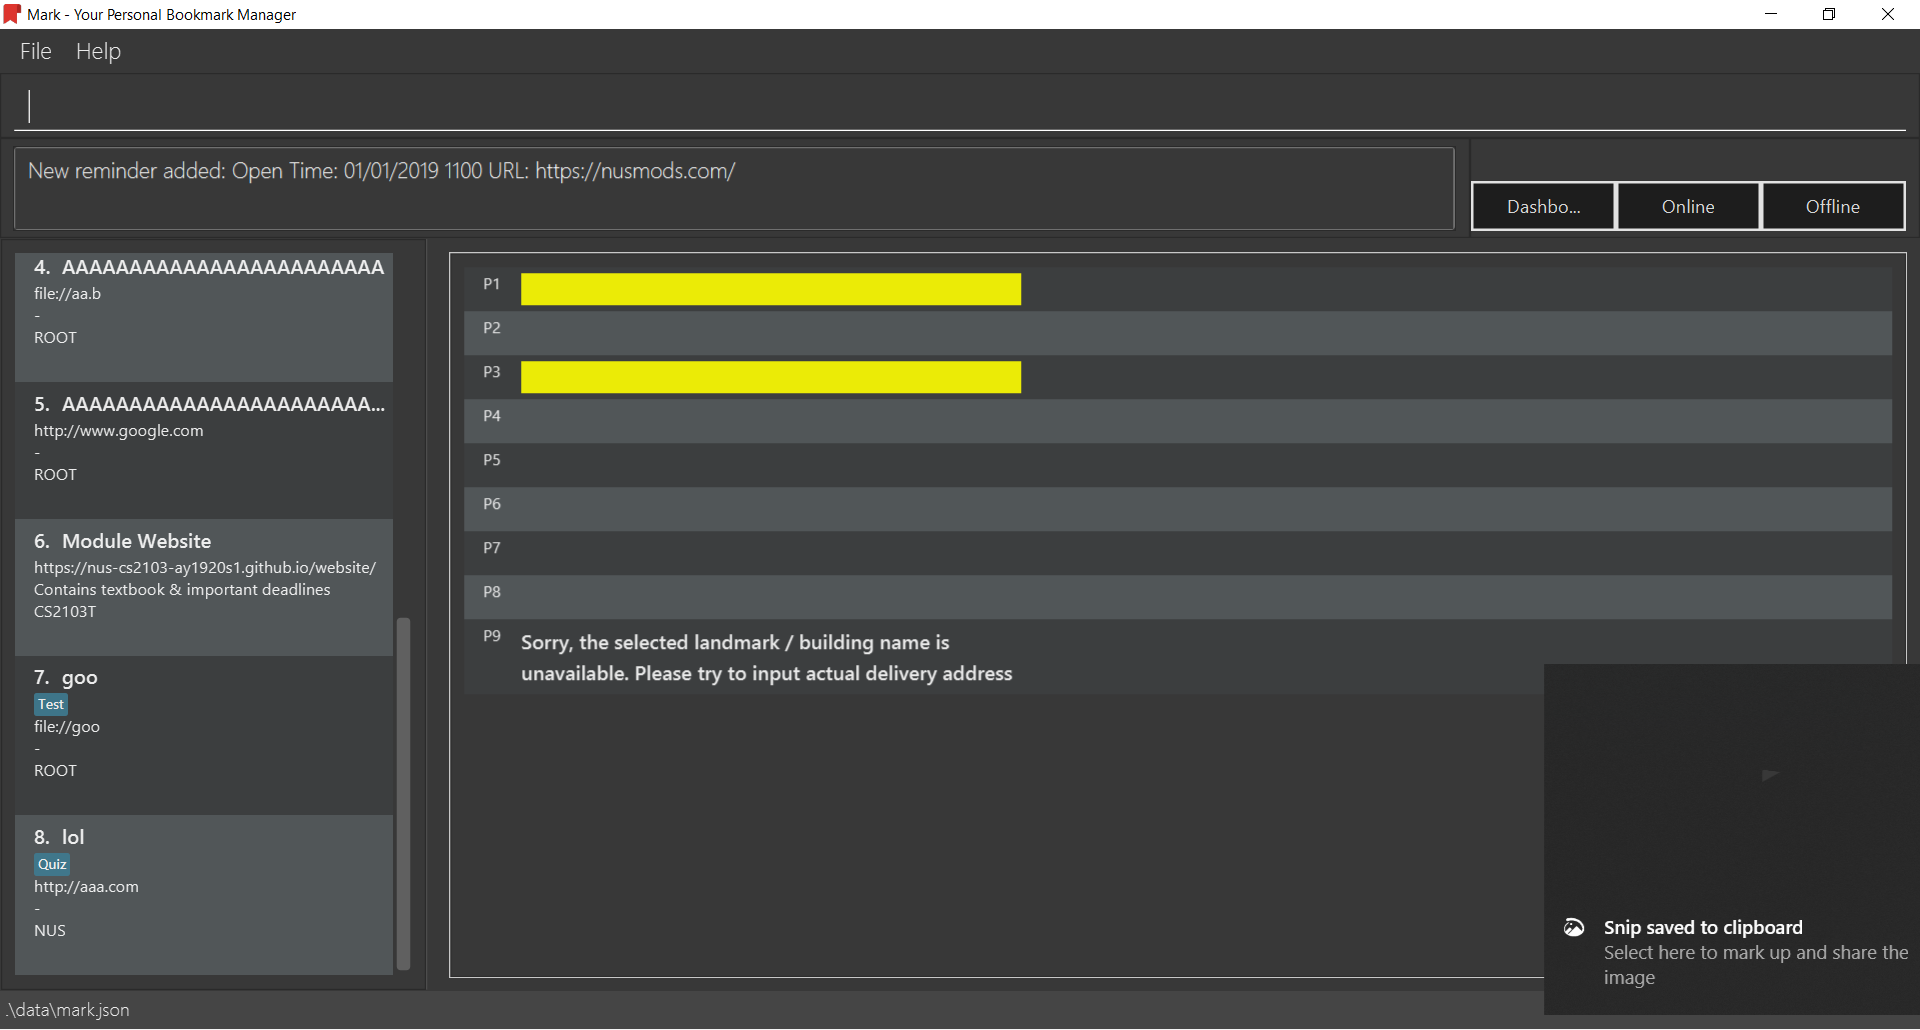 Mark - Your Personal Bookmark Manager
File Help
New reminder added: Open Time: 01/01/2019 1100 URL: https://nusmods.com/
Dashbo... Online Offline
4. AAAAAAAAAAAAAAAAAAAAAAAA
file://aa.b
-
ROOT
5. AAAAAAAAAAAAAAAAAAAAAAA...
http://www.google.com
-
ROOT
6. Module Website
https://nus-cs2103-ay1920s1.github.io/website/
Contains textbook & important deadlines
CS2103T
7. goo
Test
file://goo
-
ROOT
8. lol
Quiz
http://aaa.com
-
NUS
P1
P2
P3
P4
P5
P6
P7
P8
P9 Sorry, the selected landmark / building name is
unavailable. Please try to input actual delivery address
Snip saved to clipboard
Select here to mark up and share the
image
.\data\mark.json